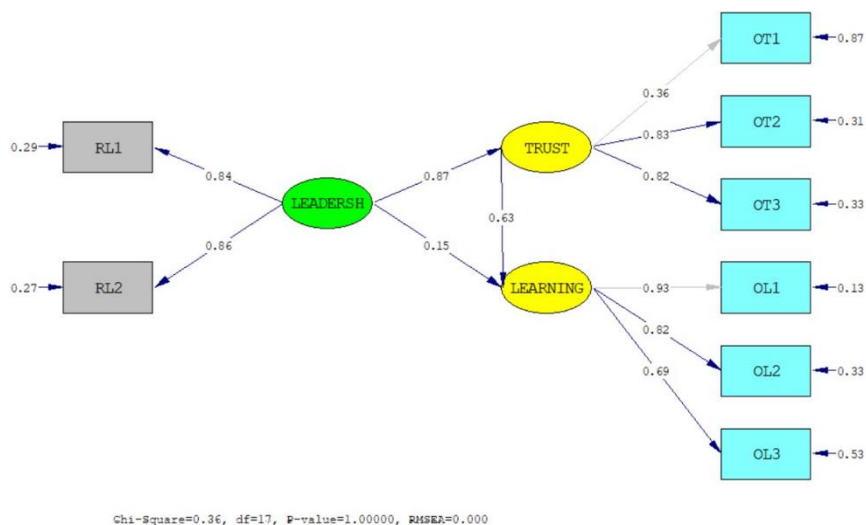 OT1
0.87
0.36
OT2
0.31
0.83
0.29
RL1
TRUST
0.84
0.87
0.82
OT3
0.33
LEADERSH
0.63
0.86
0.15
0.27
RL2
LEARNING
0.93
OL1
0.13
0.82
OL2
0.33
0.69
OL3
0.53
Chi-Square=0.36, df=17, P-value=1.00000, RMSEA=0.000